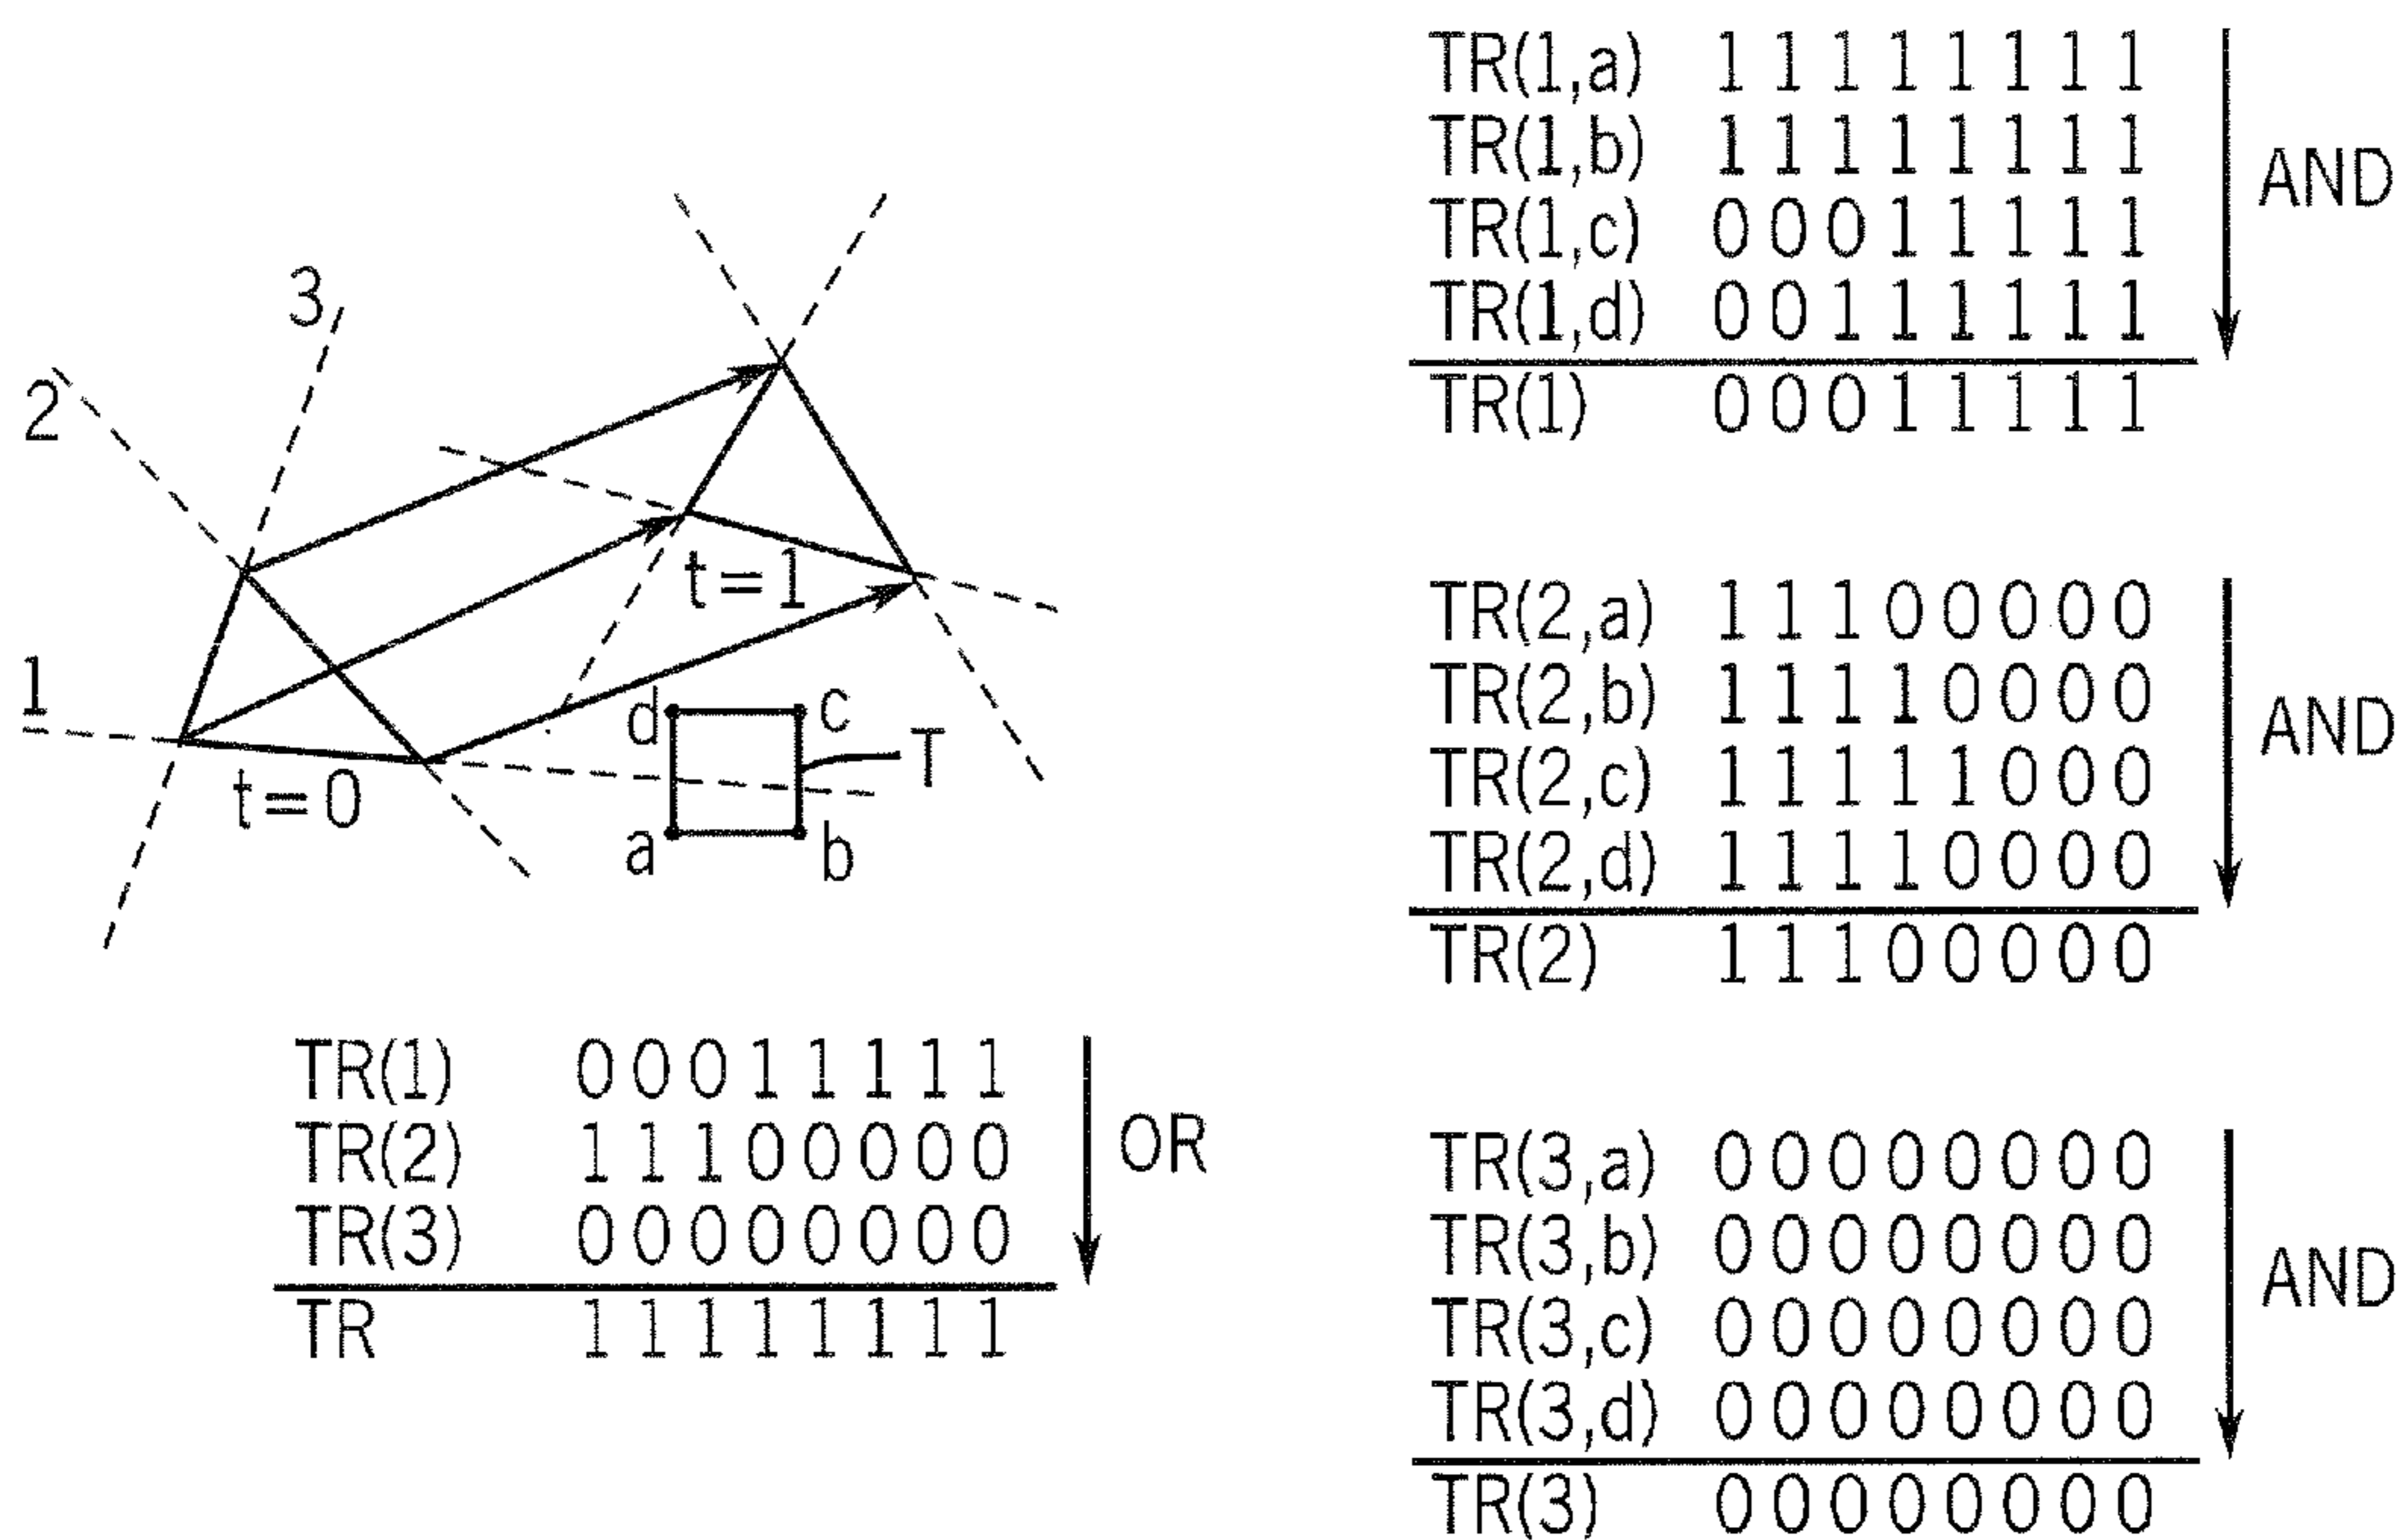 3
2
1
t=0
t=1
d
c
T
a
b
TR(1) 0 0 0 1 1 1 1 1
TR(2) 1 1 1 0 0 0 0 0
TR(3) 0 0 0 0 0 0 0 0
OR
TR 1 1 1 1 1 1 1 1
TR(1,a) 1 1 1 1 1 1 1 1
TR(1,b) 1 1 1 1 1 1 1 1
AND
TR(1,c) 0 0 0 1 1 1 1 1
TR(1,d) 0 0 1 1 1 1 1 1
TR(1) 0 0 0 1 1 1 1 1
TR(2,a) 1 1 1 0 0 0 0 0
TR(2,b) 1 1 1 1 0 0 0 0
AND
TR(2,c) 1 1 1 1 1 0 0 0
TR(2,d) 1 1 1 1 0 0 0 0
TR(2) 1 1 1 0 0 0 0 0
TR(3,a) 0 0 0 0 0 0 0 0
TR(3,b) 0 0 0 0 0 0 0 0
AND
TR(3,c) 0 0 0 0 0 0 0 0
TR(3,d) 0 0 0 0 0 0 0 0
TR(3) 0 0 0 0 0 0 0 0